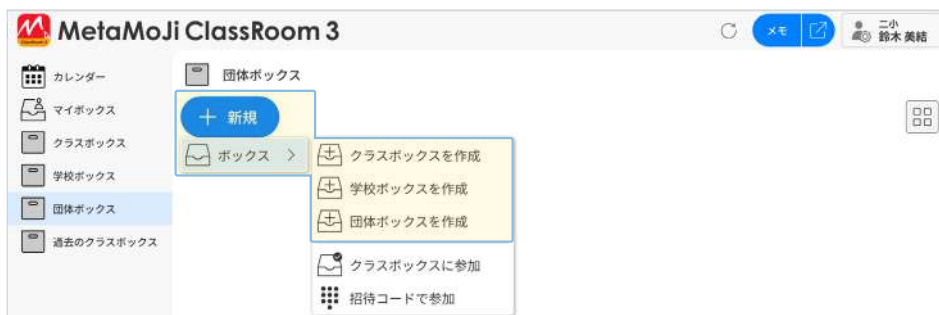 MetaMoJi ClassRoom 3
メモ
二小
鈴木 美結
カレンダー
マイボックス
クラスボックス
学校ボックス
団体ボックス
過去のクラスボックス
団体ボックス
＋ 新規
ボックス >
クラスボックスを作成
学校ボックスを作成
団体ボックスを作成
クラスボックスに参加
招待コードで参加